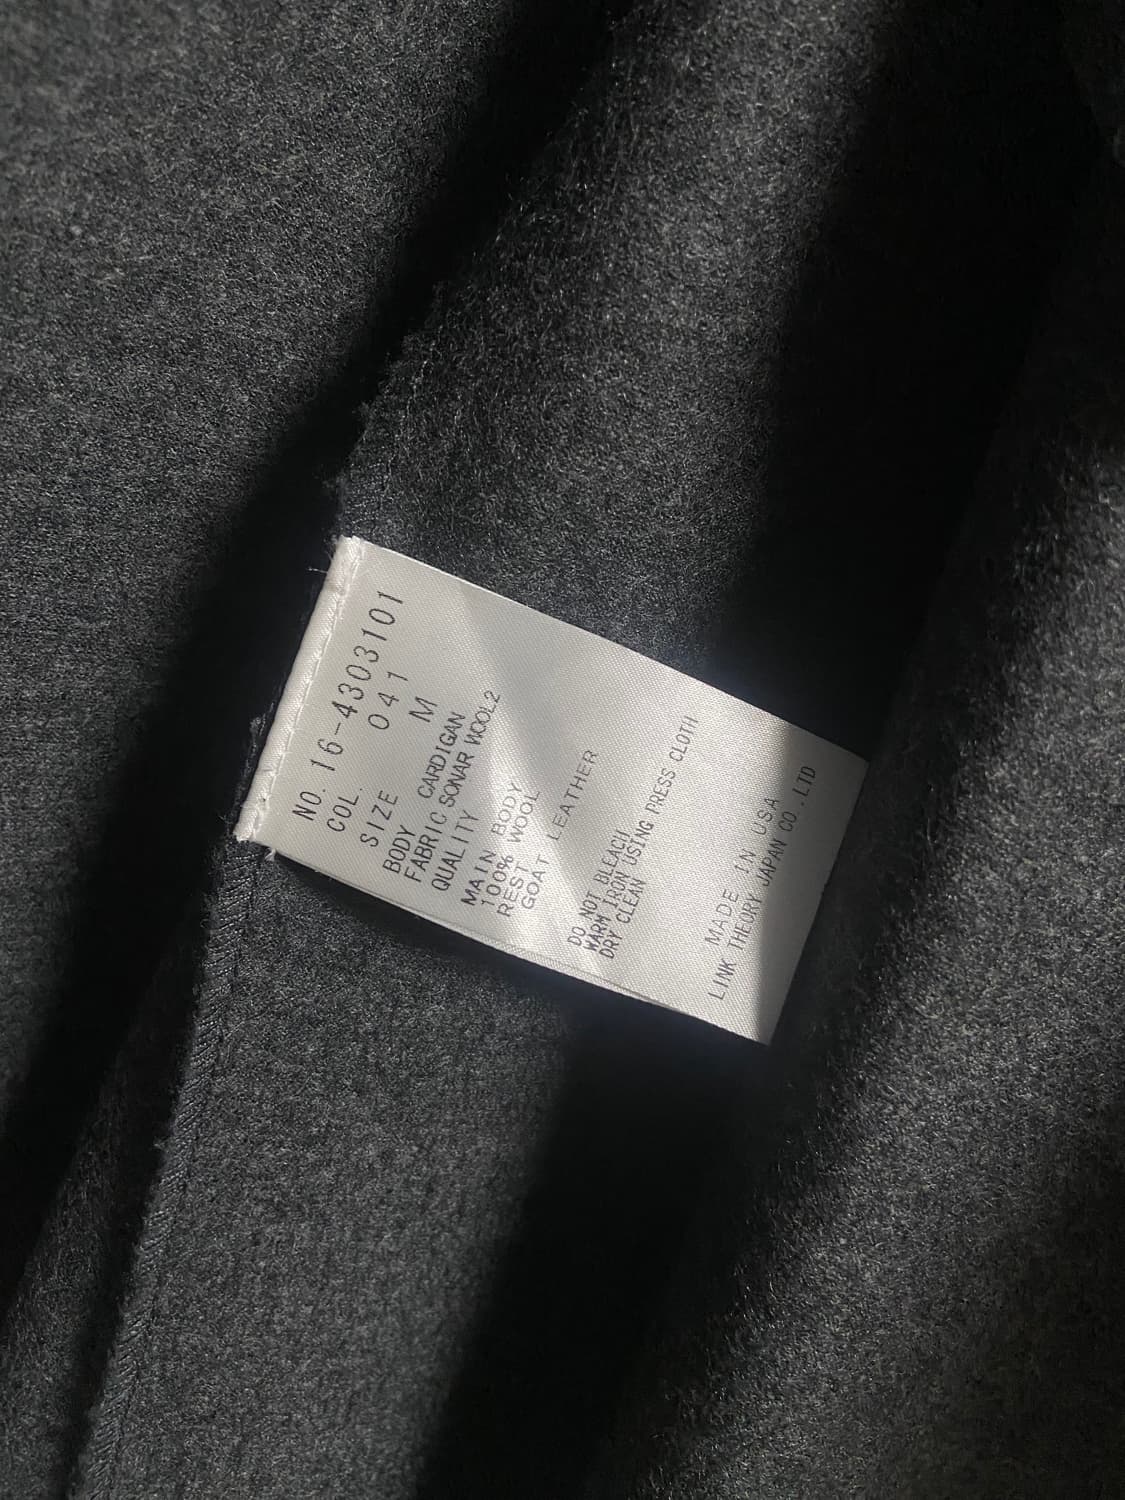 NO. 16-4303101
COL. 041
SIZE M
BODY CARDIGAN
FABRIC SONAR WOOL2
QUALITY
MAIN BODY
100% WOOL
REST
GOAT LEATHER
DO NOT BLEACH
WARM IRON USING PRESS CLOTH
DRY CLEAN
MADE IN USA
LINK THEORY JAPAN CO.LTD